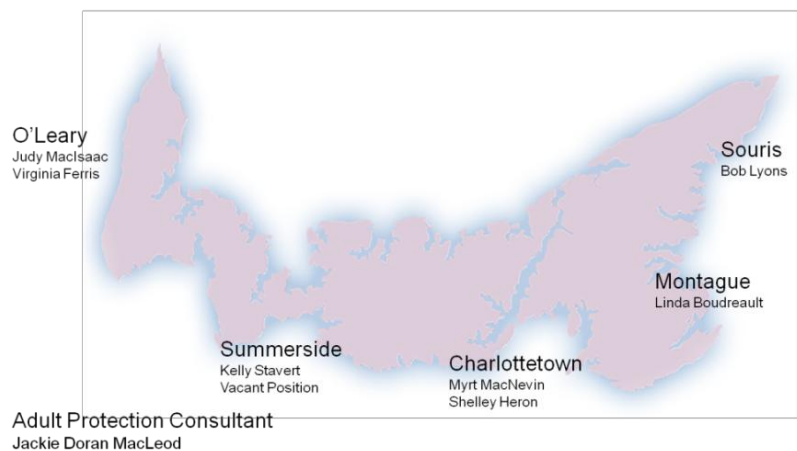 O'Leary
Judy MacIsaac
Virginia Ferris
Souris
Bob Lyons
Montague
Linda Boudreault
Summerside
Kelly Stavert
Vacant Position
Charlottetown
Myrt MacNevin
Shelley Heron
Adult Protection Consultant
Jackie Doran MacLeod